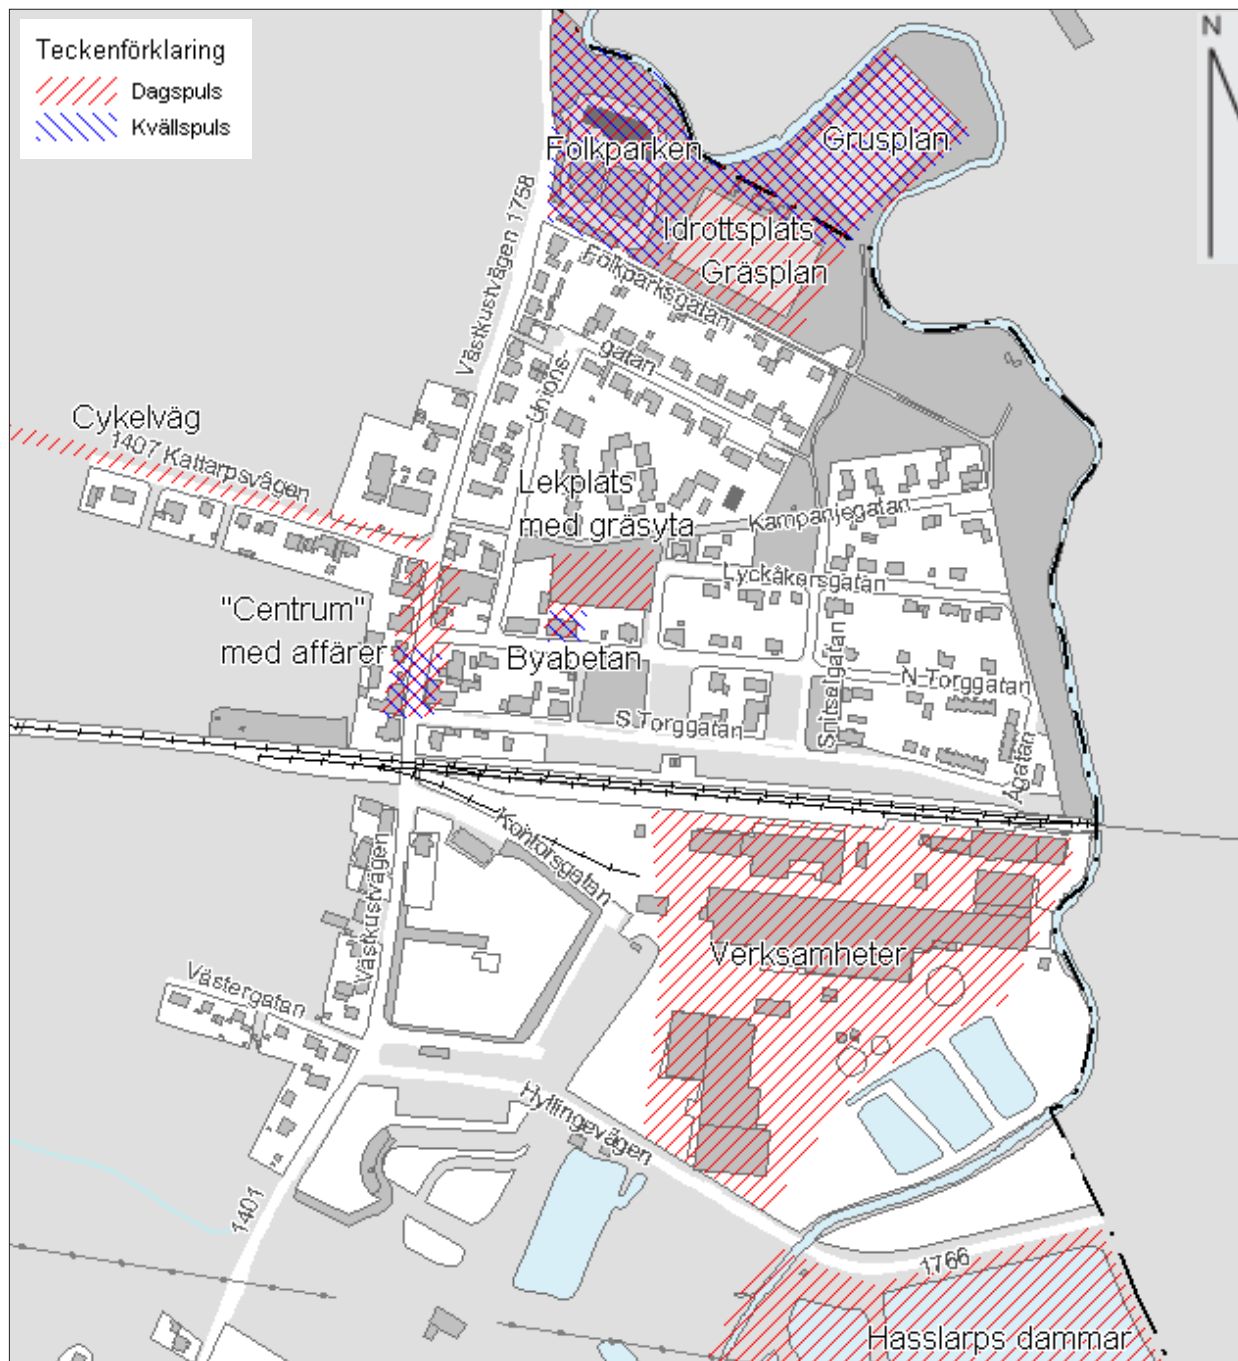 Teckenförklaring
Dagspuls
Kvällspuls
N
Folkparken
Grusplan
Idrottsplats
Gräsplan
Västkustvägen 1758
Folkparksgatan
Unions-
gatan
Cykelväg
1407 Kattarpsvägen
Lekplats
med gräsyta
Kampanjegatan
Lyckåkersgatan
"Centrum"
med affärer
Byabetan
Snitselgatan
N Torggatan
S Torggatan
Ågatan
Kontorsgatan
Västkustvägen
Verksamheter
Västergatan
Hyllingevägen
1401
1766
Hasslarps dammar